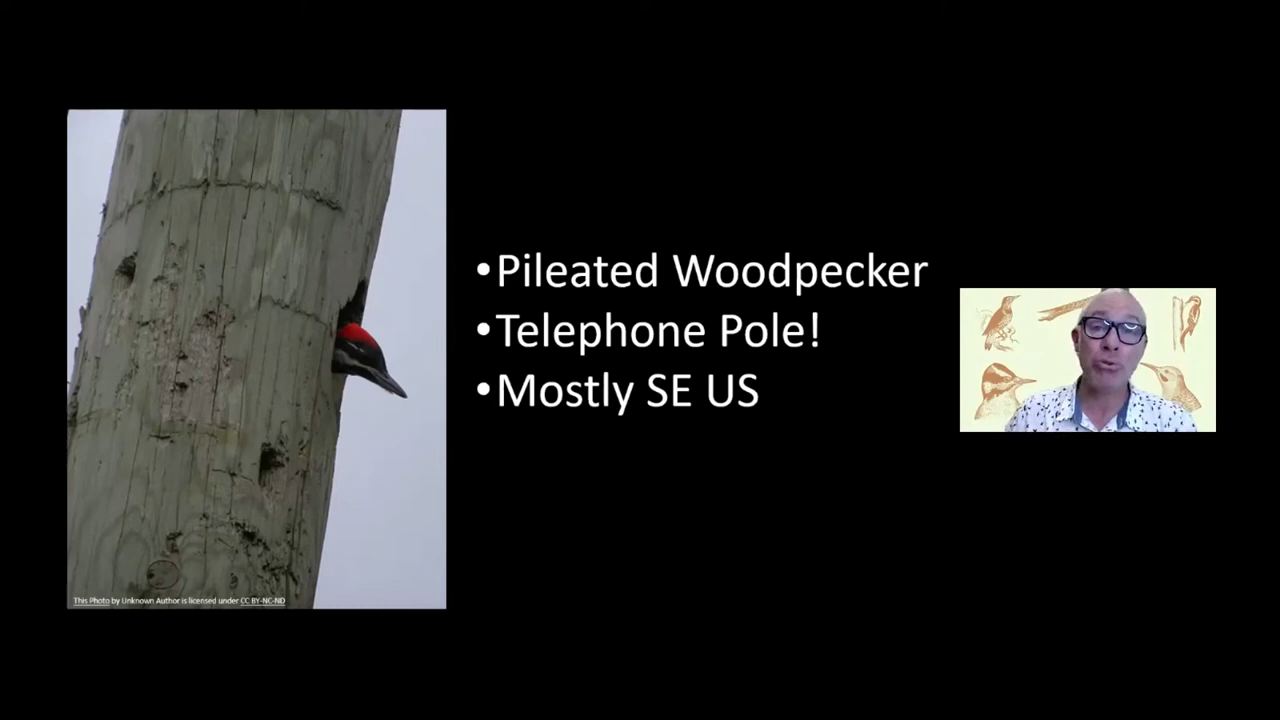 •Pileated Woodpecker
•Telephone Pole!
•Mostly SE US
This Photo by Unknown Author is licensed under CC BY-NC-ND